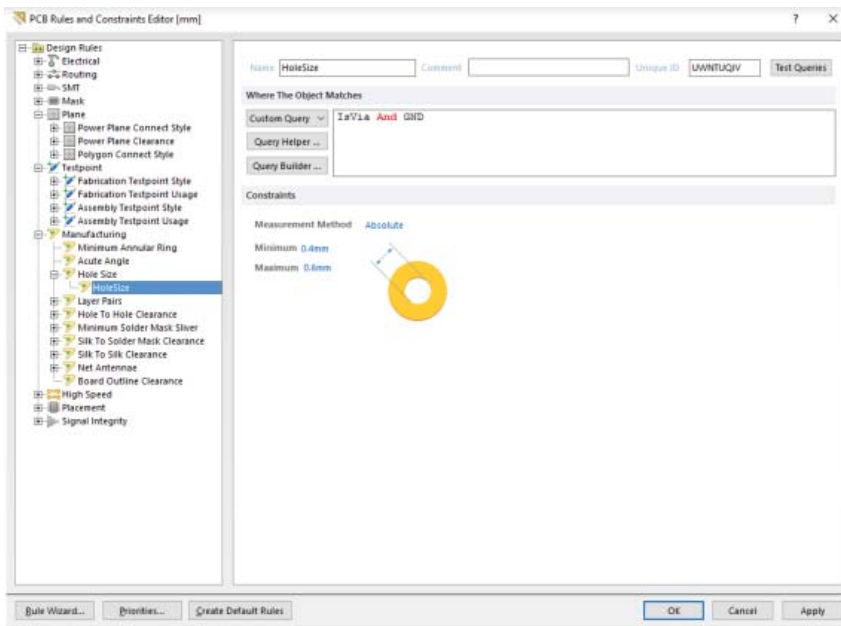 PCB Rules and Constraints Editor [mm]
? ×
Design Rules
Electrical
Routing
SMT
Mask
Plane
Power Plane Connect Style
Power Plane Clearance
Polygon Connect Style
Testpoint
Fabrication Testpoint Style
Fabrication Testpoint Usage
Assembly Testpoint Style
Assembly Testpoint Usage
Manufacturing
Minimum Annular Ring
Acute Angle
Hole Size
HoleSize
Layer Pairs
Hole To Hole Clearance
Minimum Solder Mask Sliver
Silk To Solder Mask Clearance
Silk To Silk Clearance
Net Antennae
Board Outline Clearance
High Speed
Placement
Signal Integrity
Name HoleSize Comment Unique ID UWNTUQJV Test Queries
Where The Object Matches
Custom Query IsVia And GND
Query Helper ...
Query Builder ...
Constraints
Measurement Method Absolute
Minimum 0.4mm
Maximum 0.6mm
Rule Wizard... Priorities... Create Default Rules OK Cancel Apply